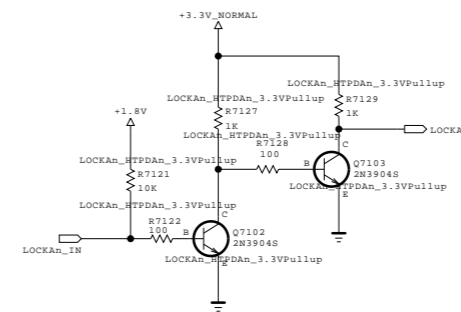 +3.3V_NORMAL
LOCKAn_HTPDAn_3.3VPullup
R7129
1K
LOCKAn_HTPDAn_3.3VPullup
R7127
1K
+1.8V
LOCKA
LOCKAn_HTPDAn_3.3VPullup
R7128
100
C
B
Q7103
2N3904S
LOCKAn_HTPDAn_3.3VPullup
R7121
10K
LOCKAn_HTPDAn_3.3VPullup
E
LOCKAn_HTPDAn_3.3VPullup
R7122
100
C
B
Q7102
2N3904S
LOCKAn_IN
LOCKAn_HTPDAn_3.3VPullup
E